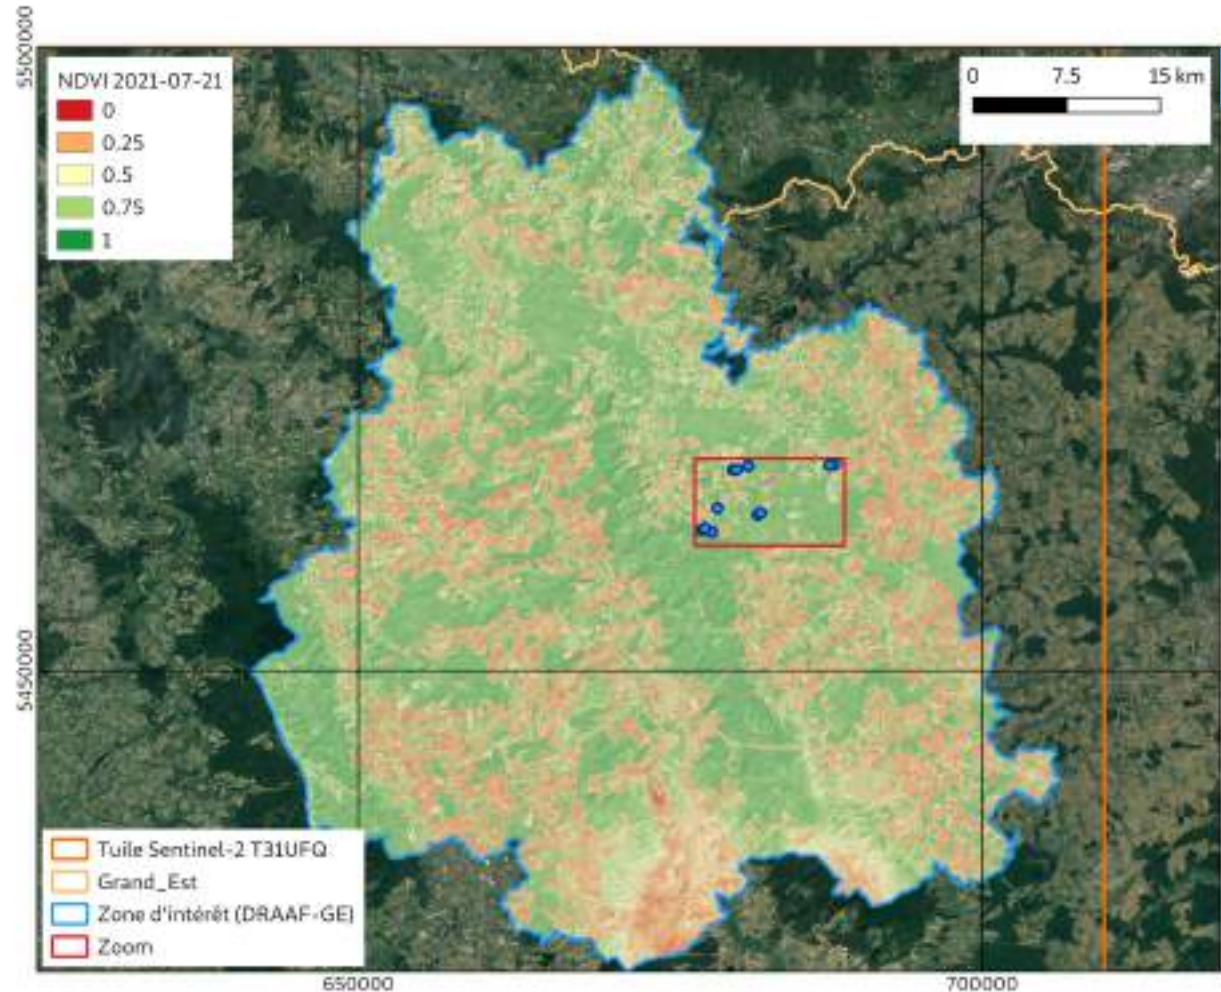 5500000
NDVI 2021-07-21
0
0.25
0.5
0.75
1
0 7.5 15 km
5450000
Tuile Sentinel-2 T31UFQ
Grand_Est
Zone d'intérêt (DRAAF-GE)
Zoom
650000 700000